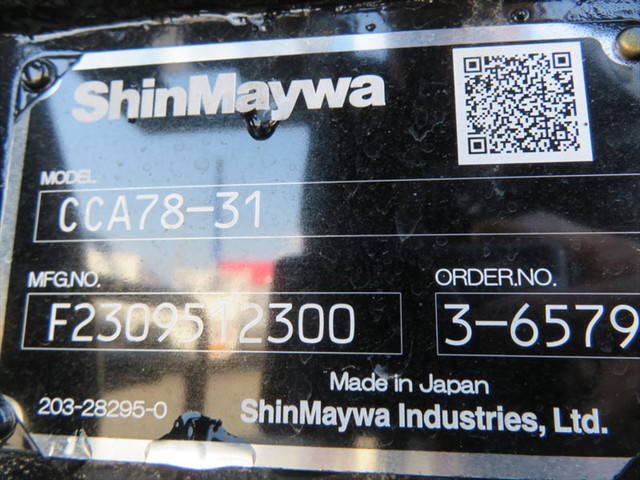 ShinMaywa
MODEL
CCA78-31
MFG.NO.
F2309512300
ORDER.NO.
3-6579
Made in Japan
203-28295-0
ShinMaywa Industries, Ltd.